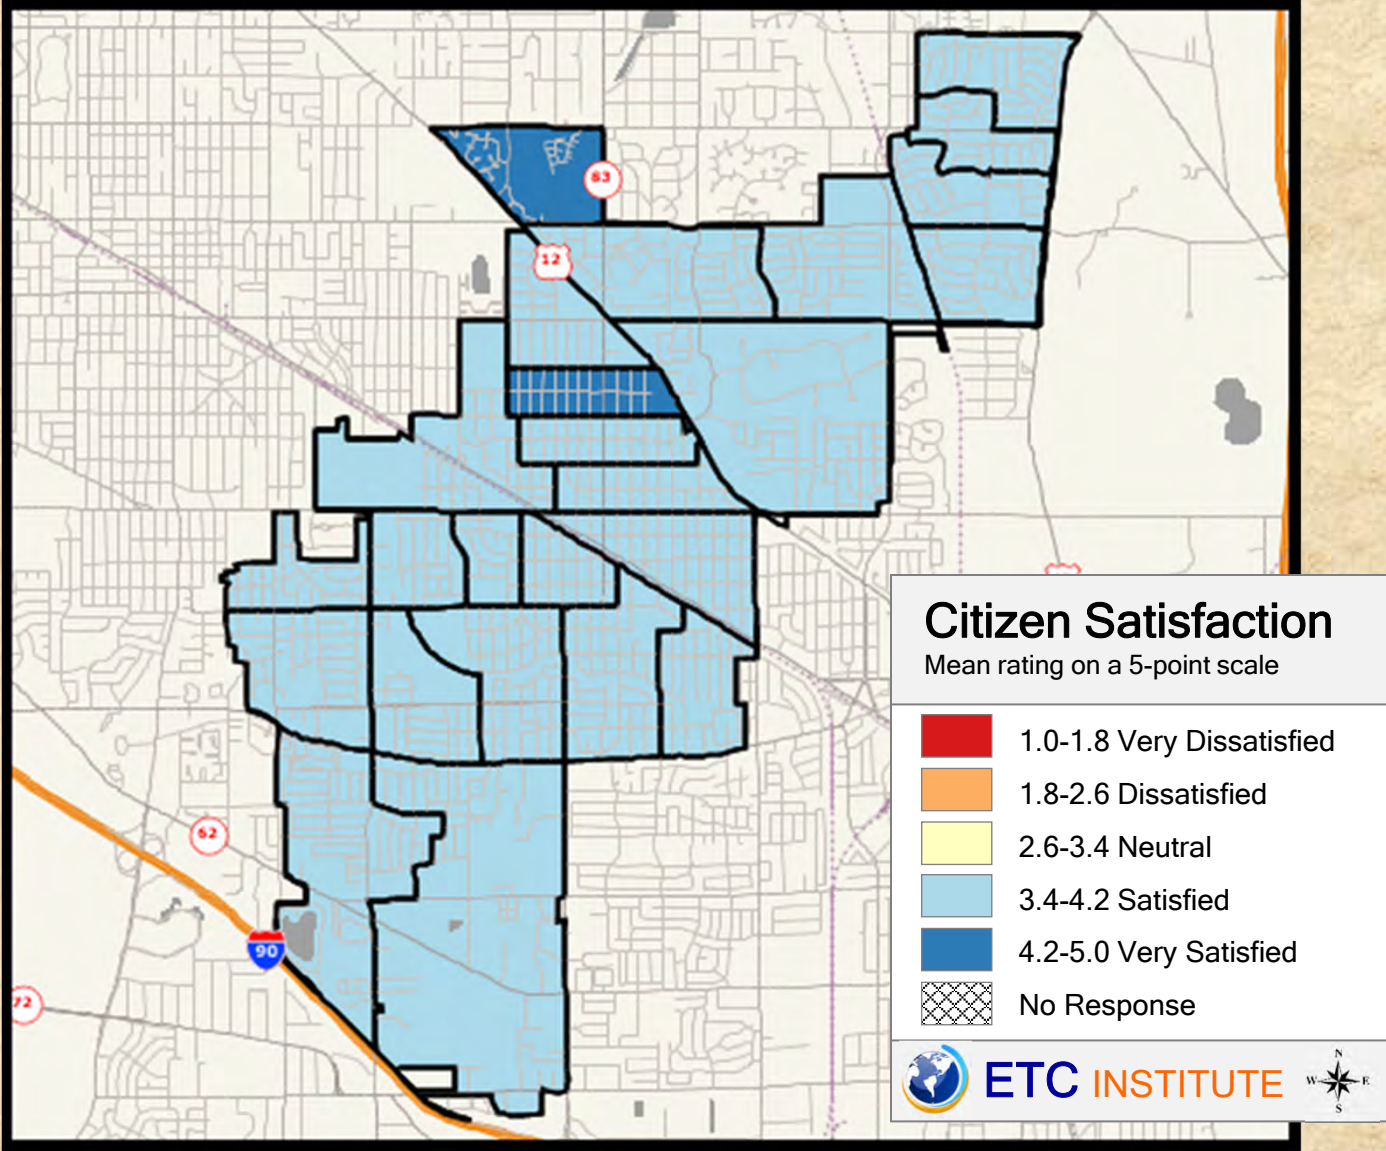 83
12
62
90
72
Citizen Satisfaction
Mean rating on a 5-point scale
1.0-1.8 Very Dissatisfied
1.8-2.6 Dissatisfied
2.6-3.4 Neutral
3.4-4.2 Satisfied
4.2-5.0 Very Satisfied
No Response
ETC INSTITUTE
N
W E
S